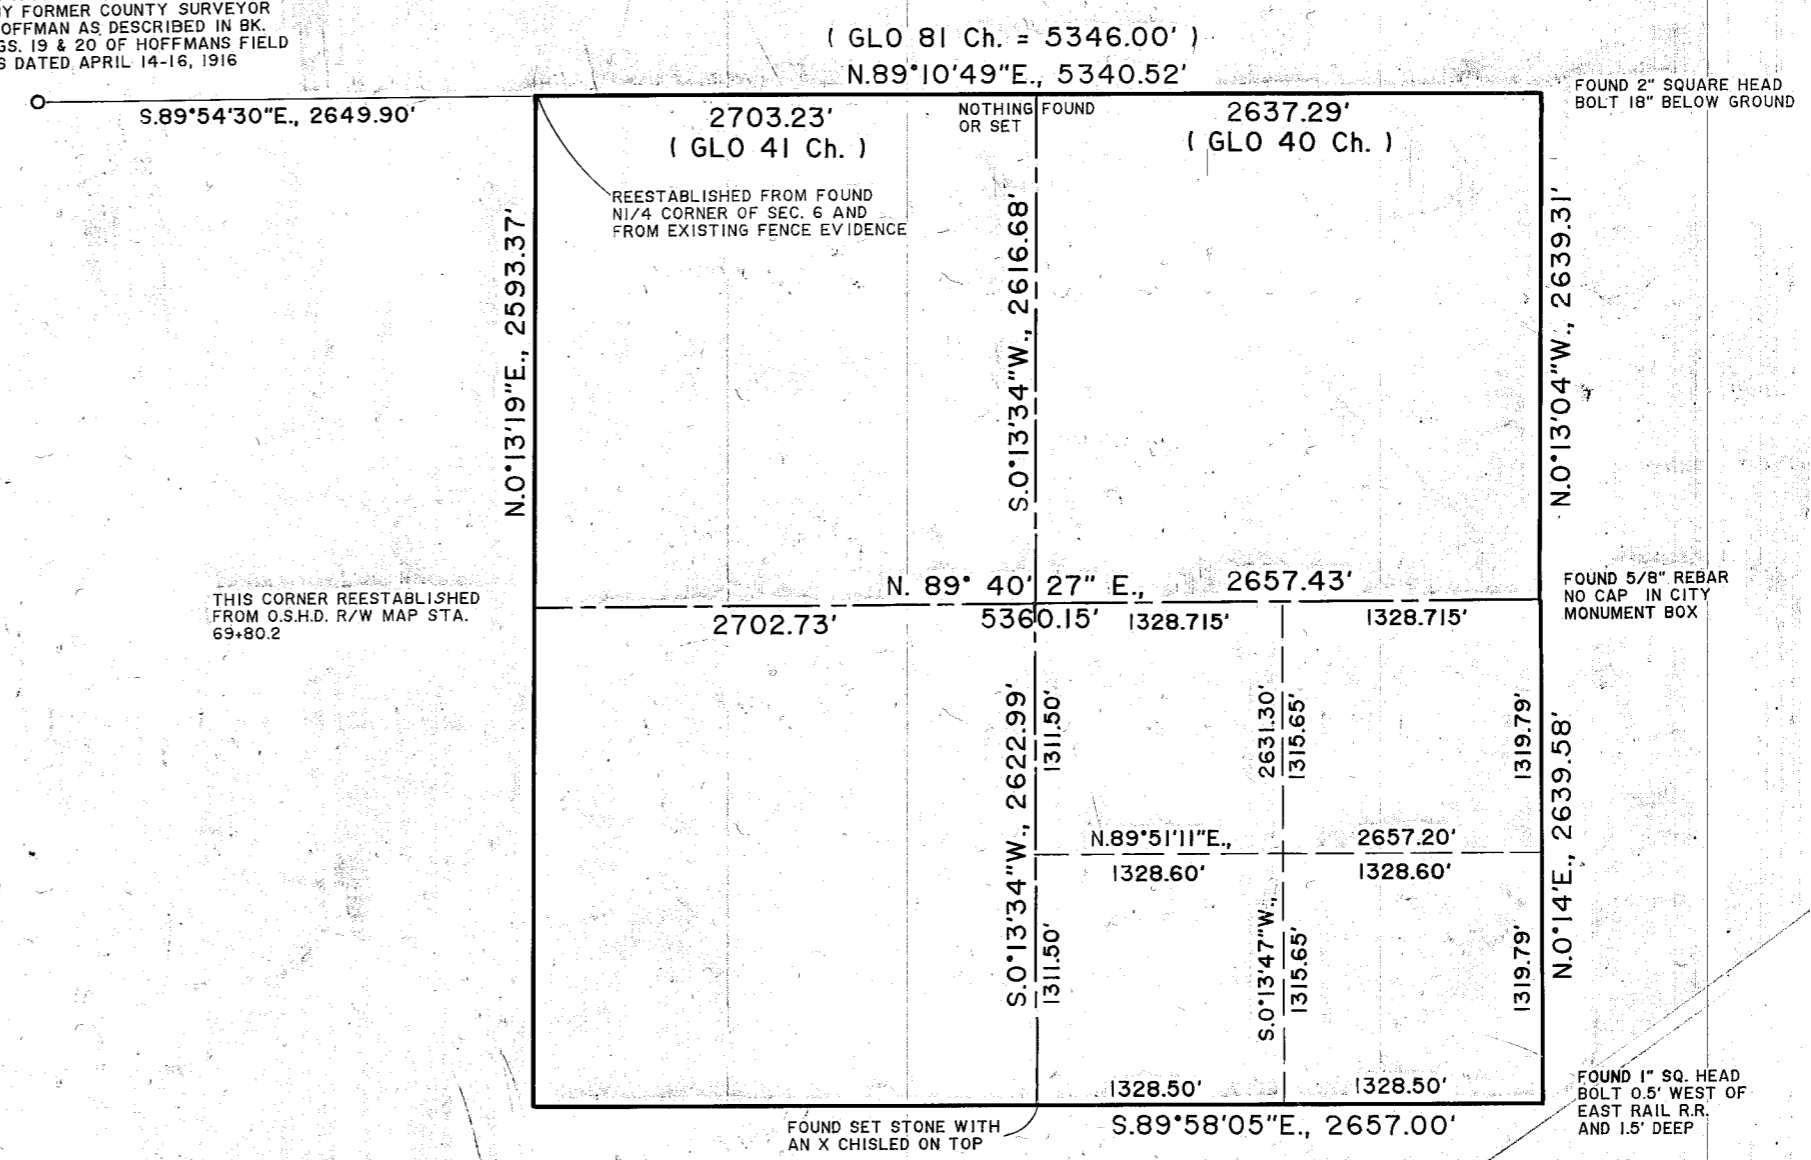 FORMER COUNTY SURVEYOR
AS DESCRIBED IN BK.
19 & 20 OF HOFFMANS FIELD
DATED APRIL 14-16, 1916
( GLO 81 Ch. = 5346.00' )
N.89°10'49"E., 5340.52'
FOUND 2" SQUARE HEAD
BOLT 18" BELOW GROUND
S.89°54'30"E., 2649.90'
2703.23'
( GLO 41 Ch. )
NOTHING FOUND
OR SET
2637.29'
( GLO 40 Ch. )
REESTABLISHED FROM FOUND
N1/4 CORNER OF SEC. 6 AND
FROM EXISTING FENCE EVIDENCE
N.0°13'19"E., 2593.37'
S.0°13'34"W., 2616.68'
N.0°13'04"W., 2639.31'
THIS CORNER REESTABLISHED
FROM O.S.H.D. R/W MAP STA.
69+80.2
N. 89° 40' 27" E., 2657.43'
2702.73' 5360.15' 1328.715' 1328.715'
FOUND 5/8" REBAR
NO CAP IN CITY
MONUMENT BOX
S.0°13'34"W., 2622.99'
1311.50'
1311.50'
2631.30'
1315.65'
S.0°13'47"W.,
1315.65'
1319.79'
1319.79'
N.0°14'E., 2639.58'
N.89°51'11"E., 2657.20'
1328.60' 1328.60'
1328.50' 1328.50'
S.89°58'05"E., 2657.00'
FOUND SET STONE WITH
AN X CHISLED ON TOP
FOUND 1" SQ. HEAD
BOLT 0.5' WEST OF
EAST RAIL R.R.
AND 1.5' DEEP